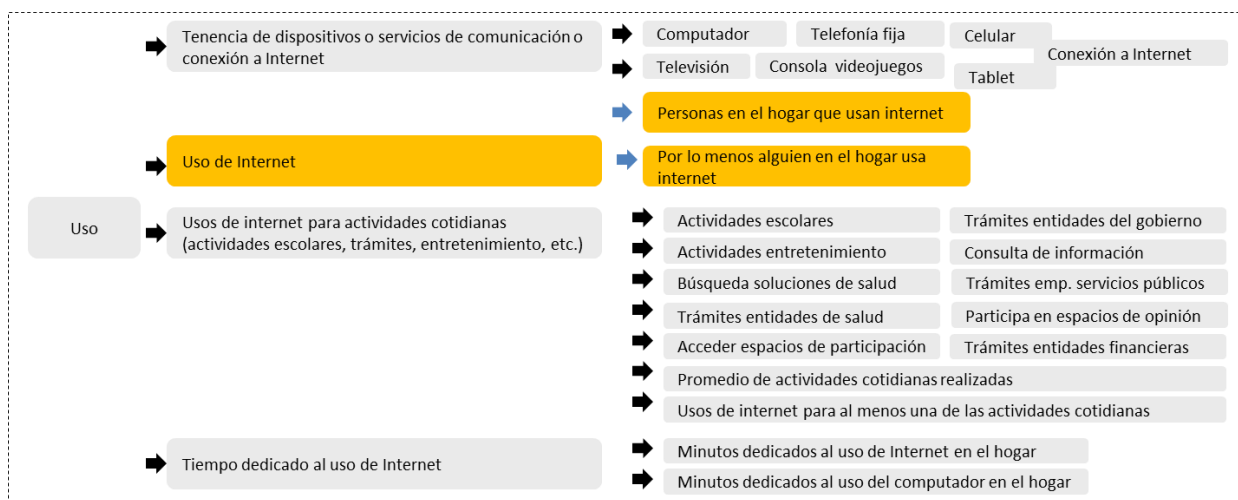 Tenencia de dispositivos o servicios de comunicación o
conexión a Internet
Computador
Telefonía fija
Celular
Conexión a Internet
Televisión
Consola videojuegos
Tablet
Personas en el hogar que usan internet
Uso de Internet
Por lo menos alguien en el hogar usa
internet
Uso
Usos de internet para actividades cotidianas
(actividades escolares, trámites, entretenimiento, etc.)
Actividades escolares
Trámites entidades del gobierno
Actividades entretenimiento
Consulta de información
Búsqueda soluciones de salud
Trámites emp. servicios públicos
Trámites entidades de salud
Participa en espacios de opinión
Acceder espacios de participación
Trámites entidades financieras
Promedio de actividades cotidianas realizadas
Usos de internet para al menos una de las actividades cotidianas
Tiempo dedicado al uso de Internet
Minutos dedicados al uso de Internet en el hogar
Minutos dedicados al uso del computador en el hogar